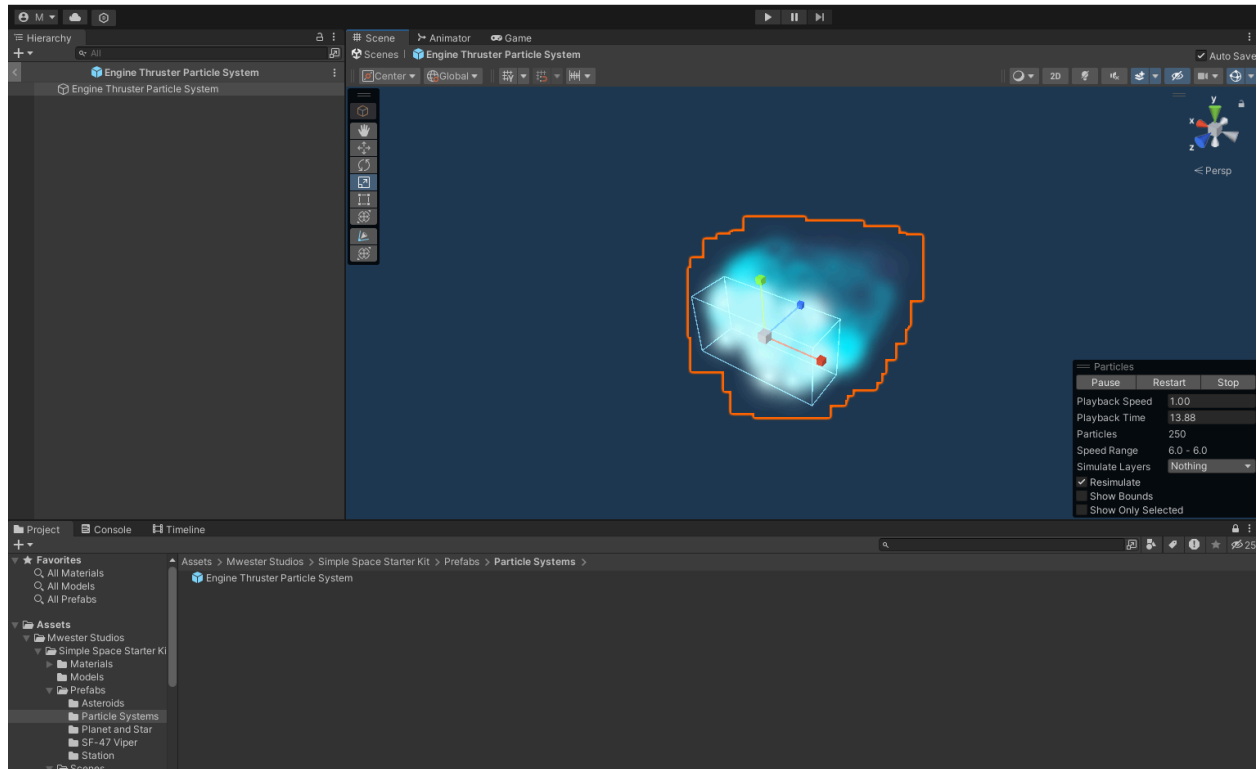 M
Hierarchy
All
Engine Thruster Particle System
Engine Thruster Particle System
Scene Animator Game
Scenes | Engine Thruster Particle System
Auto Save
Center Global 2D
y
x
z
Persp
Particles
Pause Restart Stop
Playback Speed 1.00
Playback Time 13.88
Particles 250
Speed Range 6.0 - 6.0
Simulate Layers Nothing
Resimulate
Show Bounds
Show Only Selected
Project Console Timeline
25
Favorites
All Materials
All Models
All Prefabs
Assets
Mwester Studios
Simple Space Starter Ki
Materials
Models
Prefabs
Asteroids
Particle Systems
Planet and Star
SF-47 Viper
Station
Scenes
Assets > Mwester Studios > Simple Space Starter Kit > Prefabs > Particle Systems >
Engine Thruster Particle System